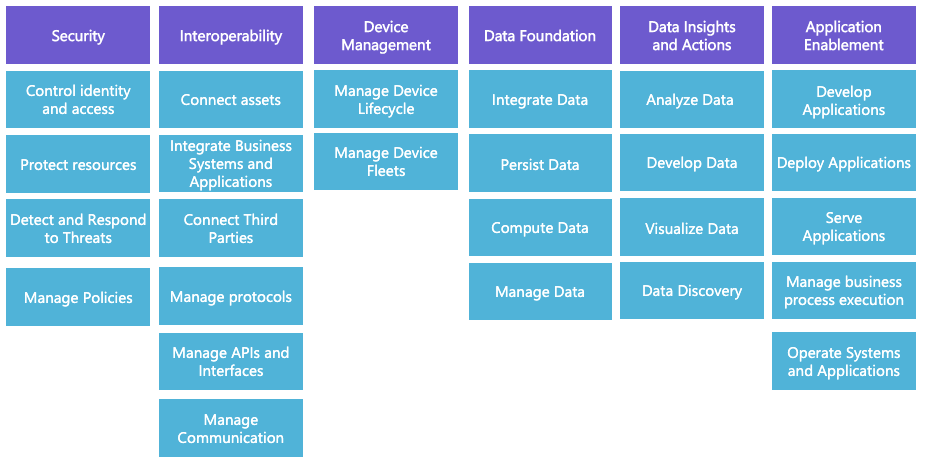 Security
Control identity
and access
Protect resources
Detect and Respond
to Threats
Manage Policies
Interoperability
Connect assets
Integrate Business
Systems and
Applications
Connect Third
Parties
Manage protocols
Manage APIs and
Interfaces
Manage
Communication
Device
Management
Manage Device
Lifecycle
Manage Device
Fleets
Data Foundation
Integrate Data
Persist Data
Compute Data
Manage Data
Data Insights
and Actions
Analyze Data
Develop Data
Visualize Data
Data Discovery
Application
Enablement
Develop
Applications
Deploy Applications
Serve
Applications
Manage business
process execution
Operate Systems
and Applications